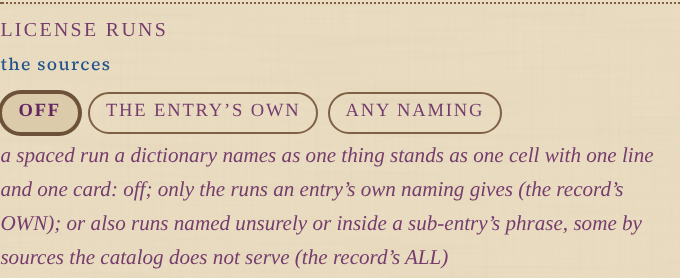 LICENSE RUNS
the sources
OFF THE ENTRY’S OWN ANY NAMING
a spaced run a dictionary names as one thing stands as one cell with one line
and one card: off; only the runs an entry’s own naming gives (the record’s
OWN); or also runs named unsurely or inside a sub-entry’s phrase, some by
sources the catalog does not serve (the record’s ALL)